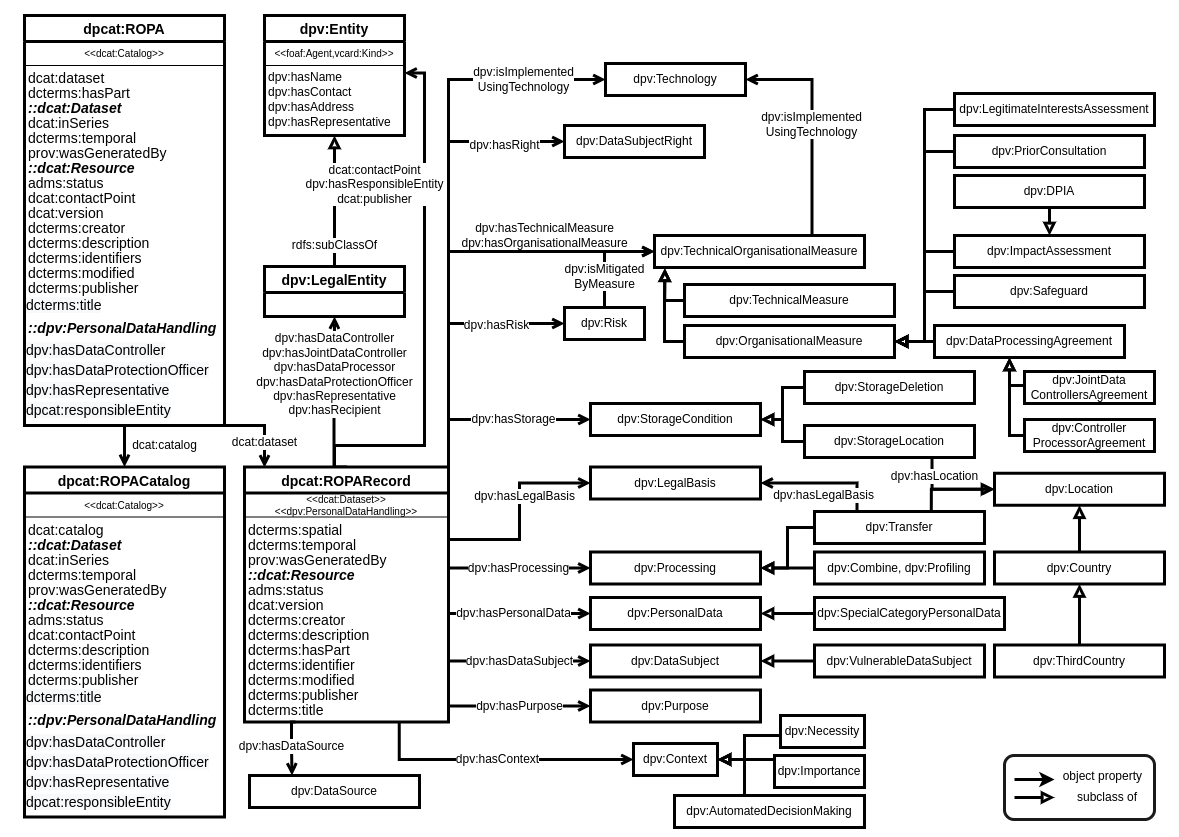 dpcat:ROPA
<<dcat:Catalog>>
dcat:dataset
dcterms:hasPart
::dcat:Dataset
dcat:inSeries
dcterms:temporal
prov:wasGeneratedBy
::dcat:Resource
adms:status
dcat:contactPoint
dcat:version
dcterms:creator
dcterms:description
dcterms:identifiers
dcterms:modified
dcterms:publisher
dcterms:title
::dpv:PersonalDataHandling
dpv:hasDataController
dpv:hasDataProtectionOfficer
dpv:hasRepresentative
dpcat:responsibleEntity
dcat:catalog
dcat:dataset
dpcat:ROPACatalog
<<dcat:Catalog>>
dcat:catalog
::dcat:Dataset
dcat:inSeries
dcterms:temporal
prov:wasGeneratedBy
::dcat:Resource
adms:status
dcat:contactPoint
dcterms:description
dcterms:identifiers
dcterms:publisher
dcterms:title
::dpv:PersonalDataHandling
dpv:hasDataController
dpv:hasDataProtectionOfficer
dpv:hasRepresentative
dpcat:responsibleEntity
dpv:Entity
<<foaf:Agent,vcard:Kind>>
dpv:hasName
dpv:hasContact
dpv:hasAddress
dpv:hasRepresentative
dcat:contactPoint
dpv:hasResponsibleEntity
dcat:publisher
rdfs:subClassOf
dpv:LegalEntity
dpv:hasDataController
dpv:hasJointDataController
dpv:hasDataProcessor
dpv:hasDataProtectionOfficer
dpv:hasRepresentative
dpv:hasRecipient
dpcat:ROPARecord
<<dcat:Dataset>>
<<dpv:PersonalDataHandling>>
dcterms:spatial
dcterms:temporal
prov:wasGeneratedBy
::dcat:Resource
adms:status
dcat:version
dcterms:creator
dcterms:description
dcterms:hasPart
dcterms:identifier
dcterms:modified
dcterms:publisher
dcterms:title
dpv:hasDataSource
dpv:DataSource
dpv:isImplemented
UsingTechnology
dpv:Technology
dpv:isImplemented
UsingTechnology
dpv:hasRight
dpv:DataSubjectRight
dpv:hasTechnicalMeasure
dpv:hasOrganisationalMeasure
dpv:TechnicalOrganisationalMeasure
dpv:isMitigated
ByMeasure
dpv:TechnicalMeasure
dpv:hasRisk
dpv:Risk
dpv:OrganisationalMeasure
dpv:LegitimateInterestsAssessment
dpv:PriorConsultation
dpv:DPIA
dpv:ImpactAssessment
dpv:Safeguard
dpv:DataProcessingAgreement
dpv:JointData
ControllersAgreement
dpv:Controller
ProcessorAgreement
dpv:StorageDeletion
dpv:hasStorage
dpv:StorageCondition
dpv:StorageLocation
dpv:hasLocation
dpv:hasLegalBasis
dpv:LegalBasis
dpv:hasLegalBasis
dpv:Location
dpv:Transfer
dpv:hasProcessing
dpv:Processing
dpv:Combine, dpv:Profiling
dpv:Country
dpv:hasPersonalData
dpv:PersonalData
dpv:SpecialCategoryPersonalData
dpv:hasDataSubject
dpv:DataSubject
dpv:VulnerableDataSubject
dpv:ThirdCountry
dpv:hasPurpose
dpv:Purpose
dpv:Necessity
dpv:hasContext
dpv:Context
dpv:Importance
dpv:AutomatedDecisionMaking
object property
subclass of